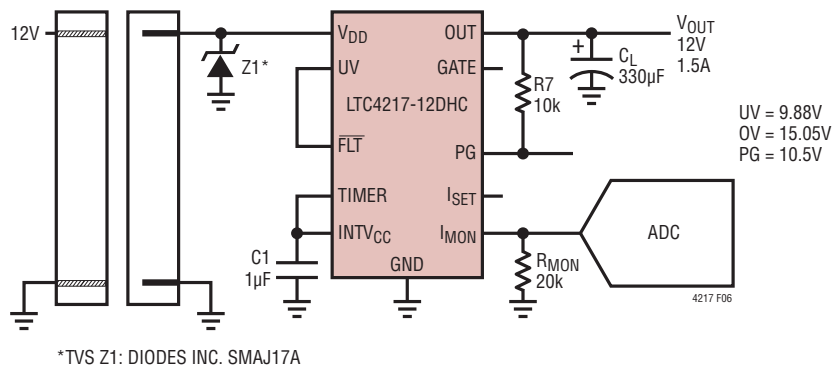 12V
Z1*
VDD
UV
FLT
TIMER
INTVCC
LTC4217-12DHC
GND
OUT
GATE
PG
ISET
IMON
C1
1µF
R7
10k
+
CL
330µF
VOUT
12V
1.5A
UV = 9.88V
OV = 15.05V
PG = 10.5V
RMON
20k
ADC
4217 F06
*TVS Z1: DIODES INC. SMAJ17A